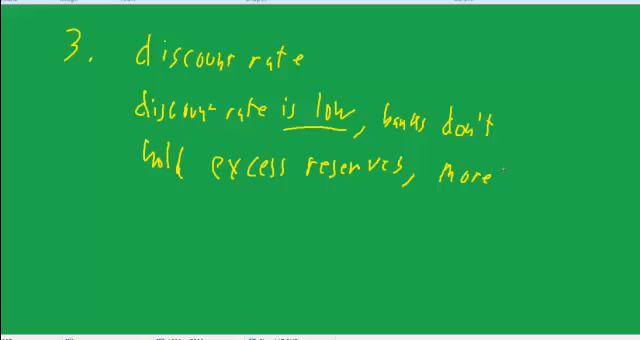 3. discount rate
discount rate is low, banks don't
hold excess reserves, more